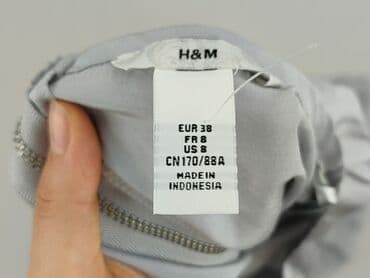 H&M
EUR 38
FR 8
US 8
CN170/88A
MADE IN
INDONESIA